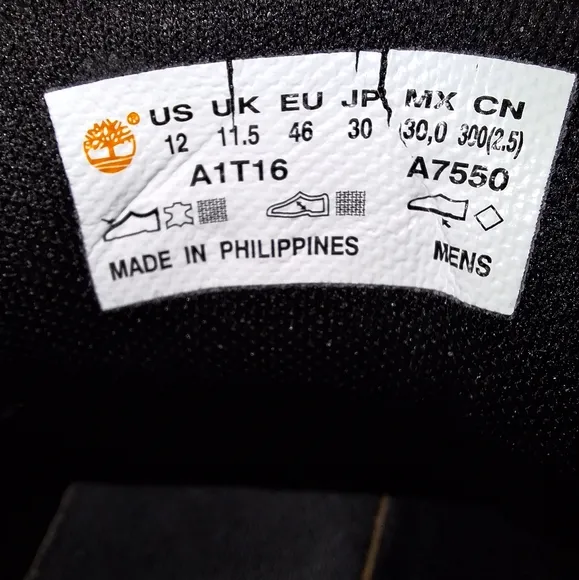 US UK EU JP MX CN
12 11.5 46 30 30,0 300(2.5)
A1T16 A7550
MADE IN PHILIPPINES MENS